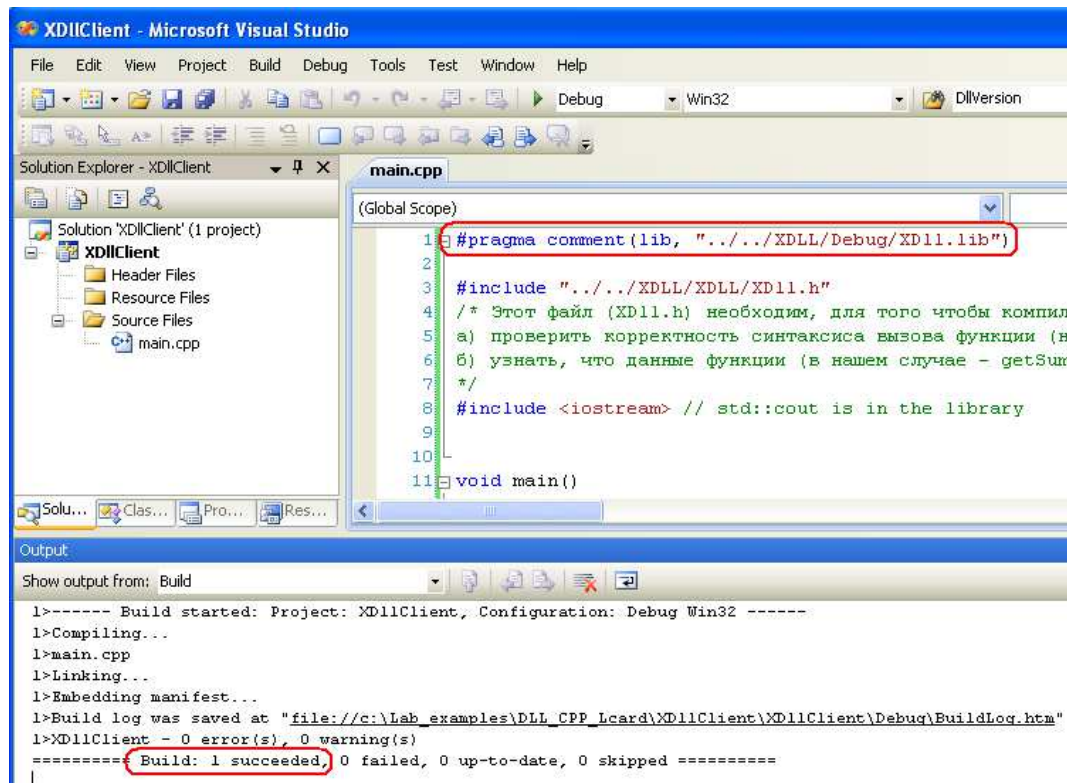 XDllClient - Microsoft Visual Studio
File Edit View Project Build Debug Tools Test Window Help
Debug Win32 DllVersion
Solution Explorer - XDllClient
main.cpp
(Global Scope)
Solution 'XDllClient' (1 project)
XDllClient
Header Files
Resource Files
Source Files
main.cpp
1 #pragma comment(lib, "../../XDLL/Debug/XDll.lib")
2
3 #include "../../XDLL/XDLL/XDll.h"
4 /* Этот файл (XDll.h) необходим, для того чтобы компил
5 а) проверить корректность синтаксиса вызова функции (н
6 б) узнать, что данные функции (в нашем случае - getSum
7 */
8 #include <iostream> // std::cout is in the library
9
10
11 void main()
Solu... Clas... Pro... Res...
Output
Show output from: Build
1>------ Build started: Project: XDllClient, Configuration: Debug Win32 ------
1>Compiling...
1>main.cpp
1>Linking...
1>Embedding manifest...
1>Build log was saved at "file://c:\Lab_examples\DLL_CPP_Lcard\XDllClient\XDllClient\Debug\BuildLog.htm"
1>XDllClient - 0 error(s), 0 warning(s)
========== Build: 1 succeeded, 0 failed, 0 up-to-date, 0 skipped ==========